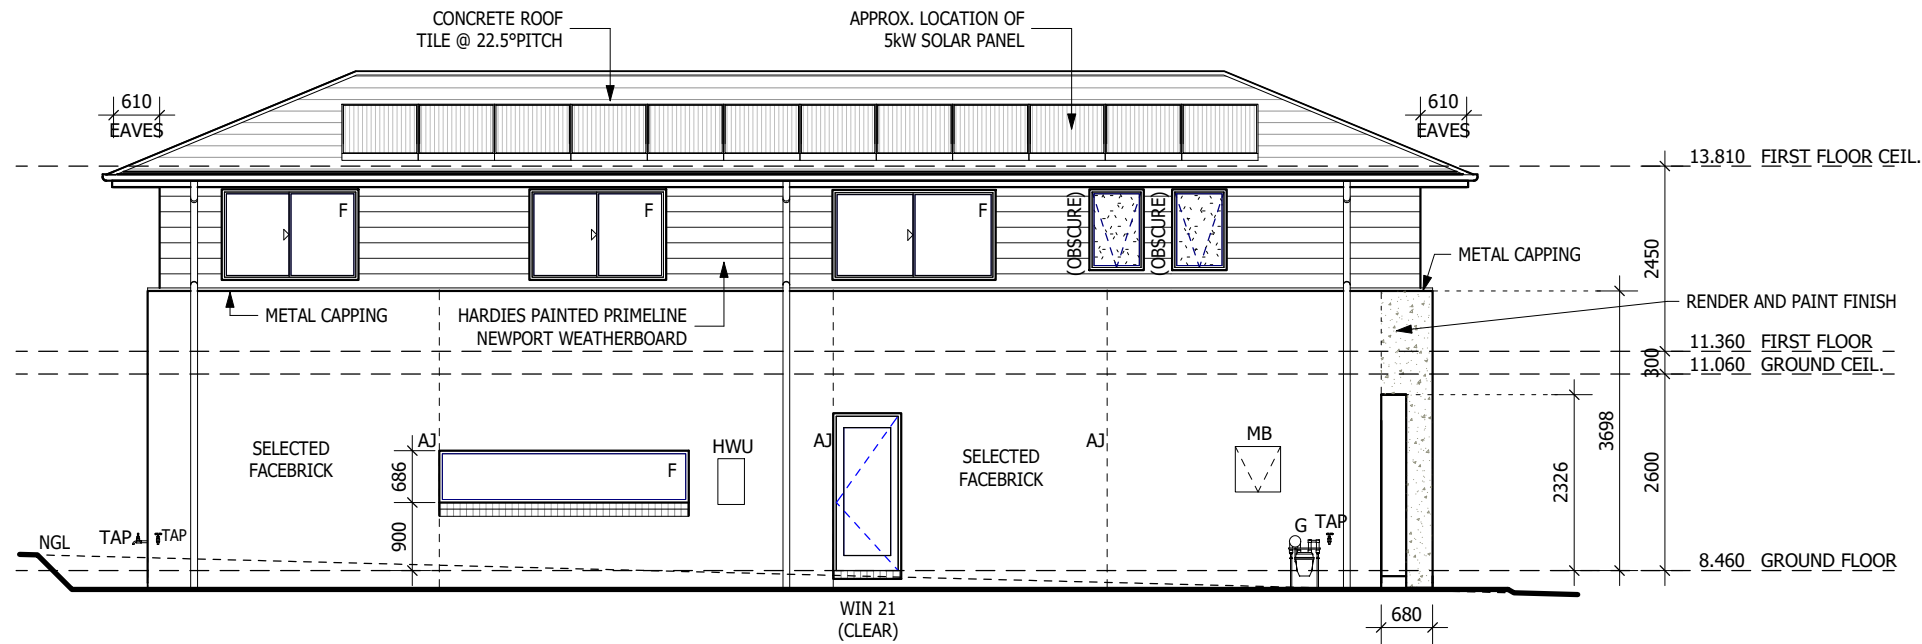 CONCRETE ROOF
TILE @ 22.5°PITCH
APPROX. LOCATION OF
5kW SOLAR PANEL
610
EAVES
610
EAVES
13.810 FIRST FLOOR CEIL.
F
F
F
(OBSCURE)
(OBSCURE)
METAL CAPPING
2450
METAL CAPPING
HARDIES PAINTED PRIMELINE
NEWPORT WEATHERBOARD
RENDER AND PAINT FINISH
11.360 FIRST FLOOR
300
11.060 GROUND CEIL.
SELECTED
FACEBRICK
AJ
686
F
HWU
AJ
SELECTED
FACEBRICK
AJ
MB
3698
2326
2600
NGL
TAP
TAP
900
G
TAP
8.460 GROUND FLOOR
WIN 21
(CLEAR)
680